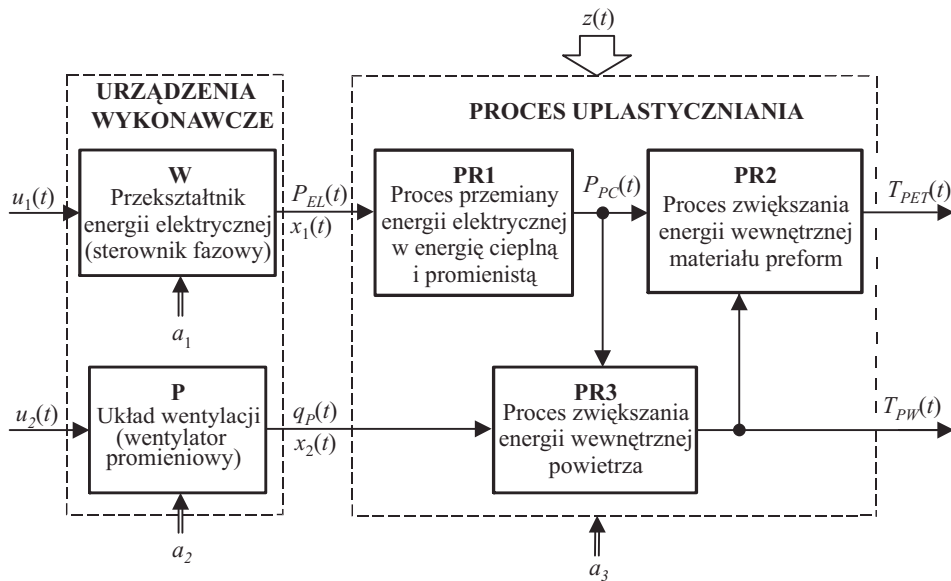 z(t)
URZĄDZENIA
WYKONAWCZE
PROCES UPLASTYCZNIANIA
u1(t)
W
Przekształtnik
energii elektrycznej
(sterownik fazowy)
a1
PEL(t)
x1(t)
PR1
Proces przemiany
energii elektrycznej
w energię cieplną
i promienistą
PPC(t)
PR2
Proces zwiększania
energii wewnętrznej
materiału preform
TPET(t)
u2(t)
P
Układ wentylacji
(wentylator
promieniowy)
a2
qP(t)
x2(t)
PR3
Proces zwiększania
energii wewnętrznej
powietrza
TPW(t)
a3